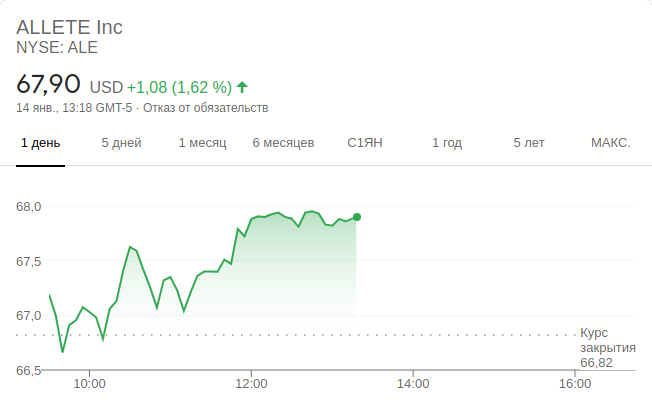 ALLETE Inc
NYSE: ALE
67,90 USD +1,08 (1,62 %)
14 янв., 13:18 GMT-5 · Отказ от обязательств
1 день 5 дней 1 месяц 6 месяцев С1ЯН 1 год 5 лет МАКС.
68,0
67,5
67,0
66,5
Курс
закрытия
66,82
10:00 12:00 14:00 16:00